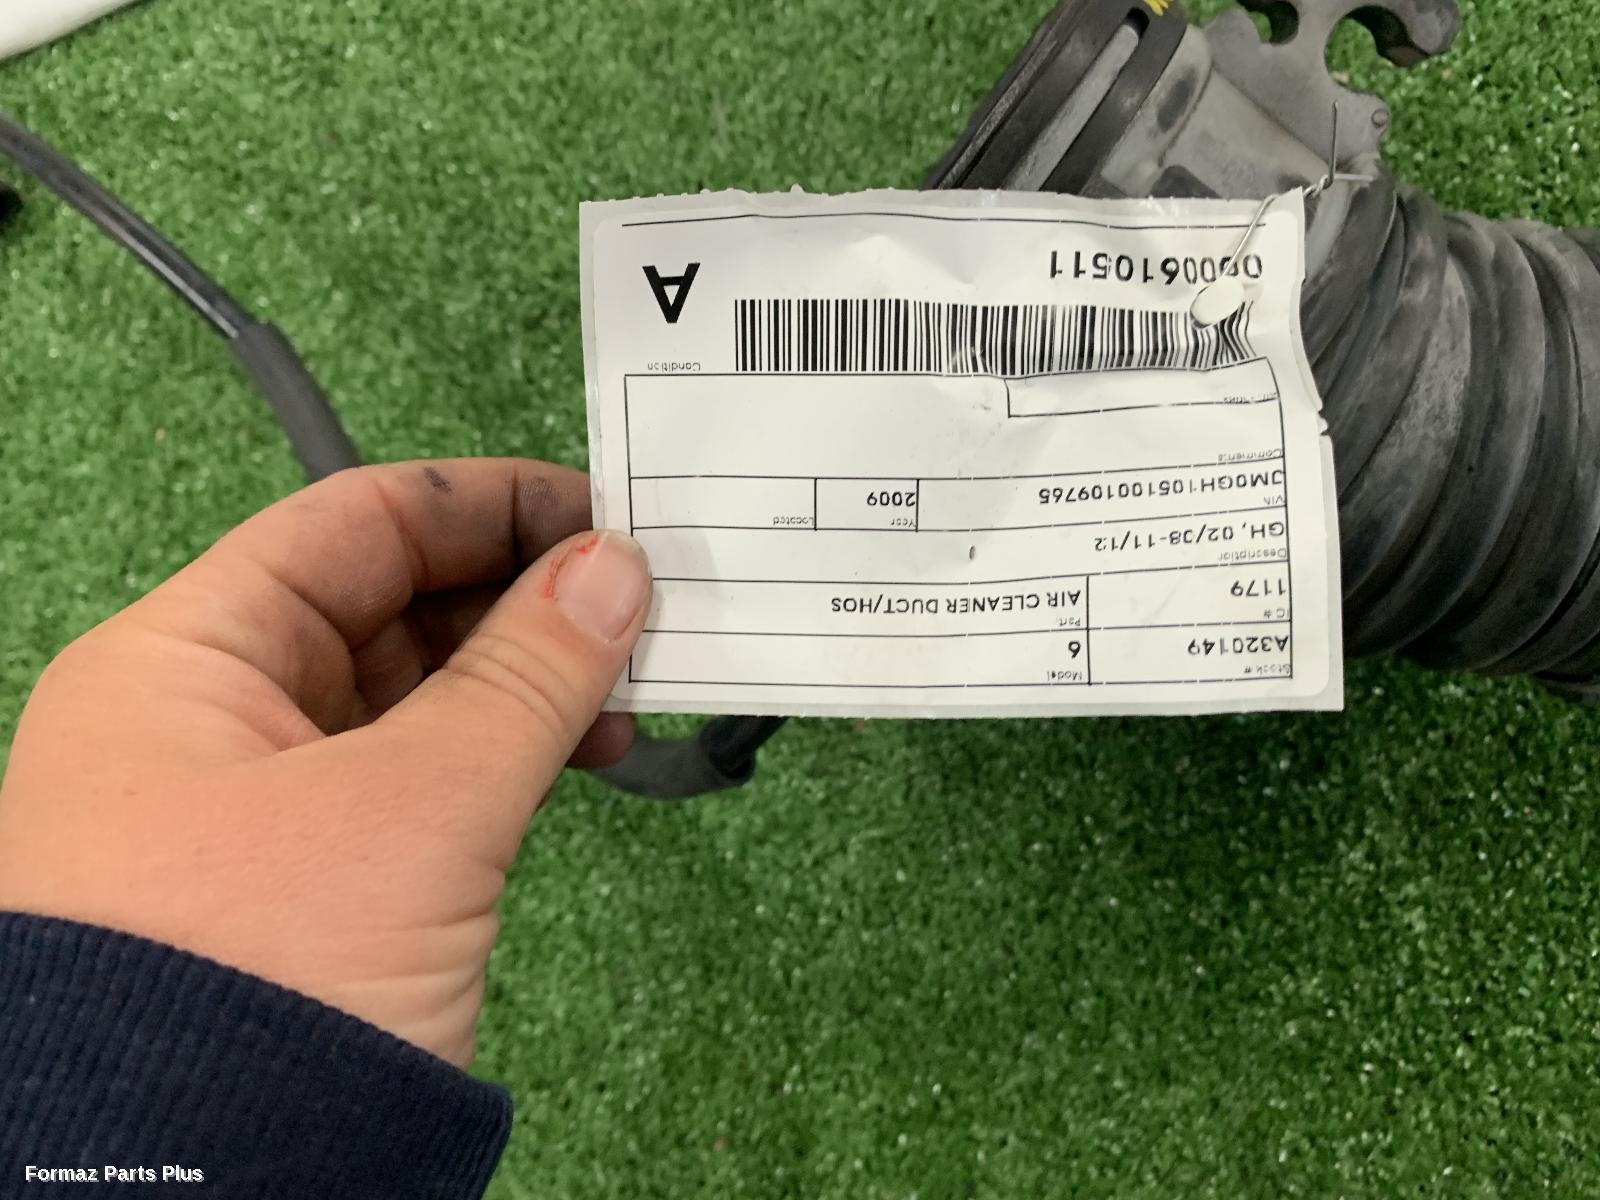 Stock #
A320149
Model
6
IC #
1179
Part
AIR CLEANER DUCT/HOS
Description
GH, 02/08-11/12
VIN
JM0GH105100109765
Year
2009
Located
Comments
Condition
A
0000610511
Formaz Parts Plus